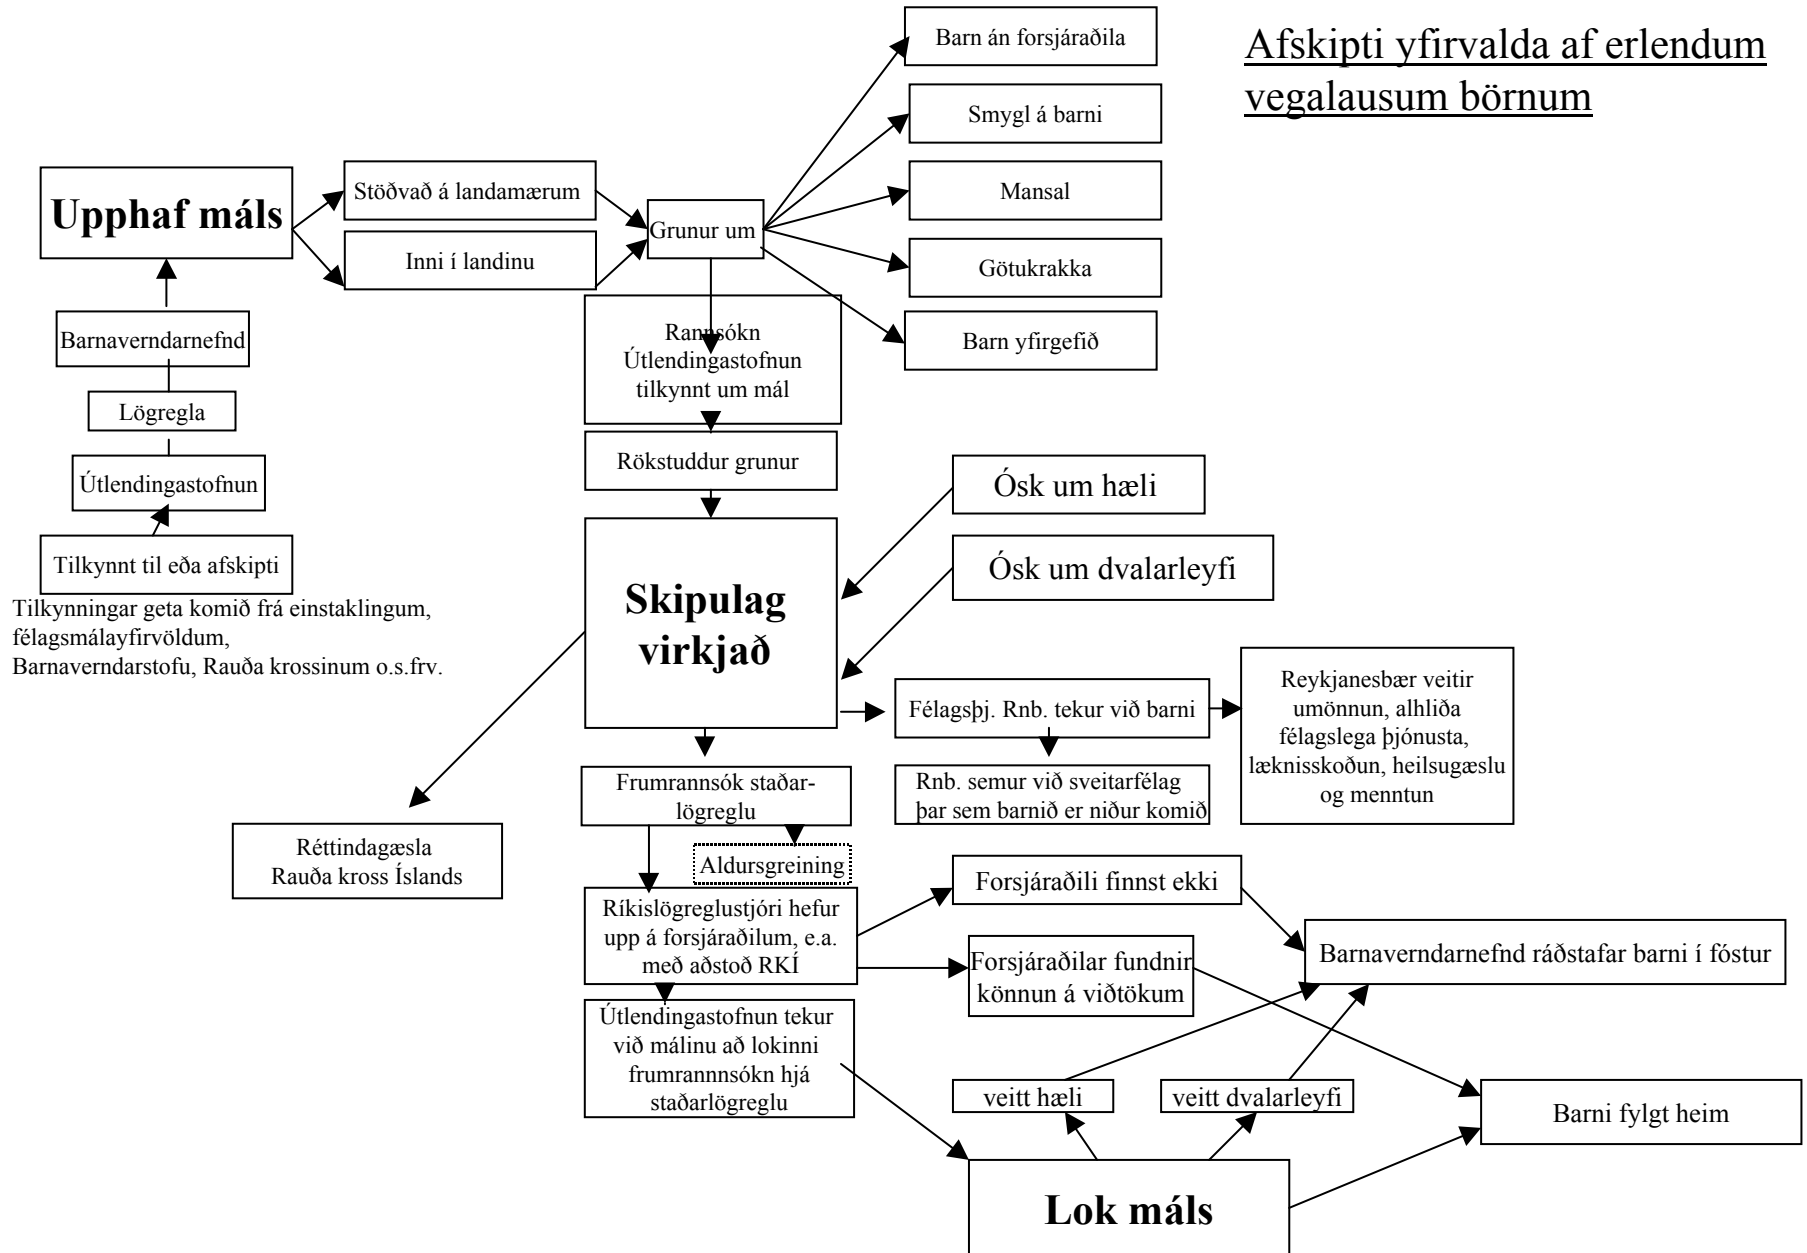 Afskipti yfirvalda af erlendum
vegalausum börnum
Upphaf máls
Stöðvað á landamærum
Inni í landinu
Grunur um
Barn án forsjáraðila
Smygl á barni
Mansal
Götukrakka
Barn yfirgefið
Barnaverndarnefnd
Lögregla
Útlendingastofnun
Tilkynnt til eða afskipti
Tilkynningar geta komið frá einstaklingum,
félagsmálayfirvöldum,
Barnaverndarstofu, Rauða krossinum o.s.frv.
Rannsókn
Útlendingastofnun
tilkynnt um mál
Rökstuddur grunur
Skipulag
virkjað
Ósk um hæli
Ósk um dvalarleyfi
Félagsþj. Rnb. tekur við barni
Reykjanesbær veitir
umönnun, alhliða
félagslega þjónusta,
læknisskoðun, heilsugæslu
og menntun
Rnb. semur við sveitarfélag
þar sem barnið er niður komið
Frumrannsók staðar-
lögreglu
Aldursgreining
Réttindagæsla
Rauða kross Íslands
Ríkislögreglustjóri hefur
upp á forsjáraðilum, e.a.
með aðstoð RKÍ
Forsjáraðili finnst ekki
Forsjáraðilar fundnir
könnun á viðtökum
Barnaverndarnefnd ráðstafar barni í fóstur
Útlendingastofnun tekur
við málinu að lokinni
frumrannnsókn hjá
staðarlögreglu
veitt hæli
veitt dvalarleyfi
Barni fylgt heim
Lok máls